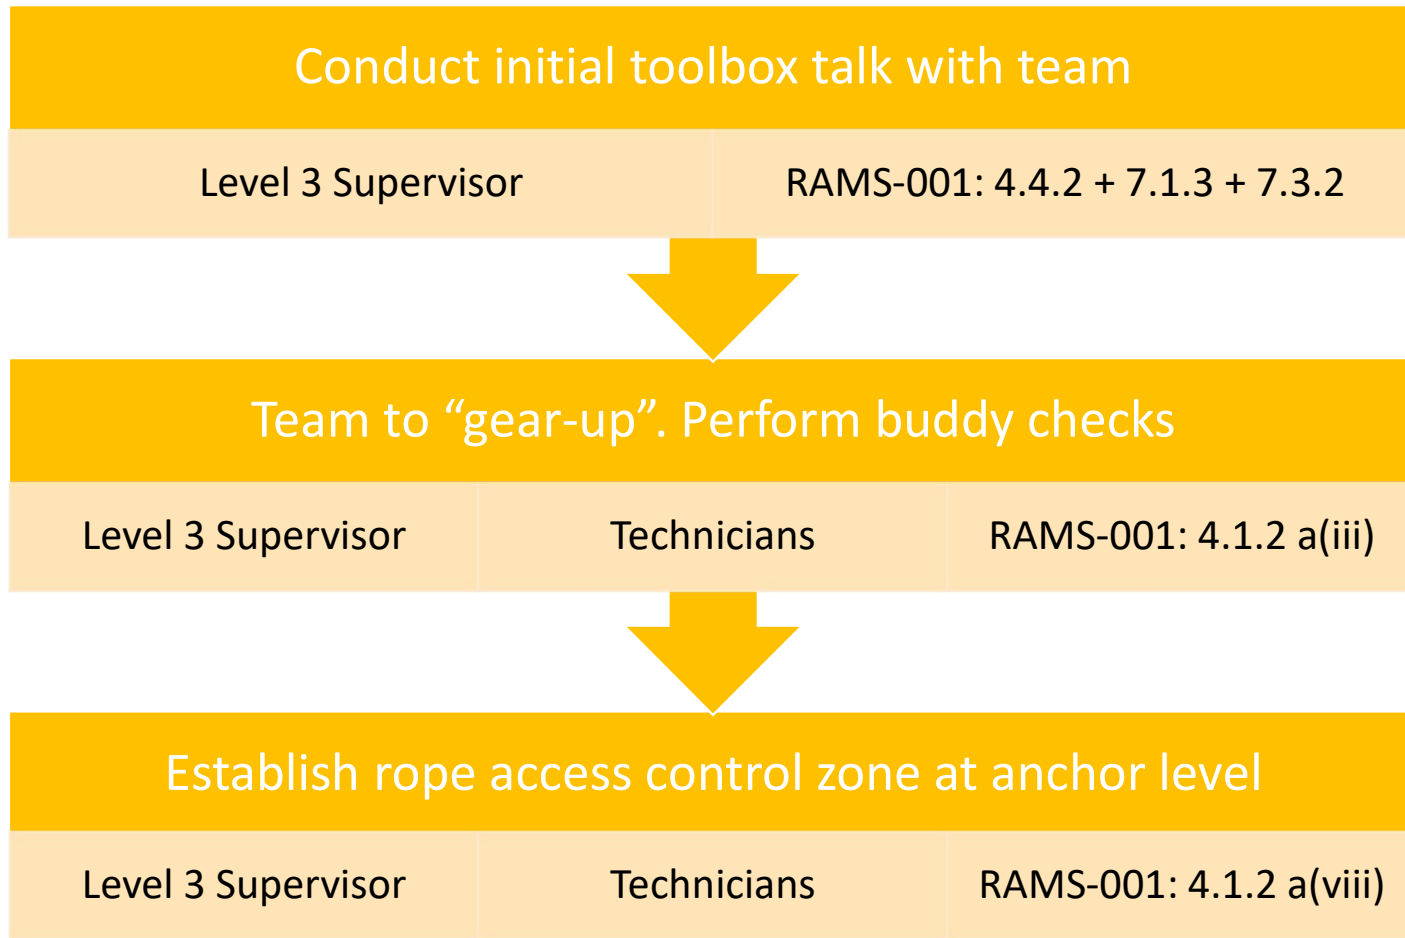 Conduct initial toolbox talk with team
Level 3 Supervisor
RAMS-001: 4.4.2 + 7.1.3 + 7.3.2
Team to “gear-up”. Perform buddy checks
Level 3 Supervisor
Technicians
RAMS-001: 4.1.2 a(iii)
Establish rope access control zone at anchor level
Level 3 Supervisor
Technicians
RAMS-001: 4.1.2 a(viii)